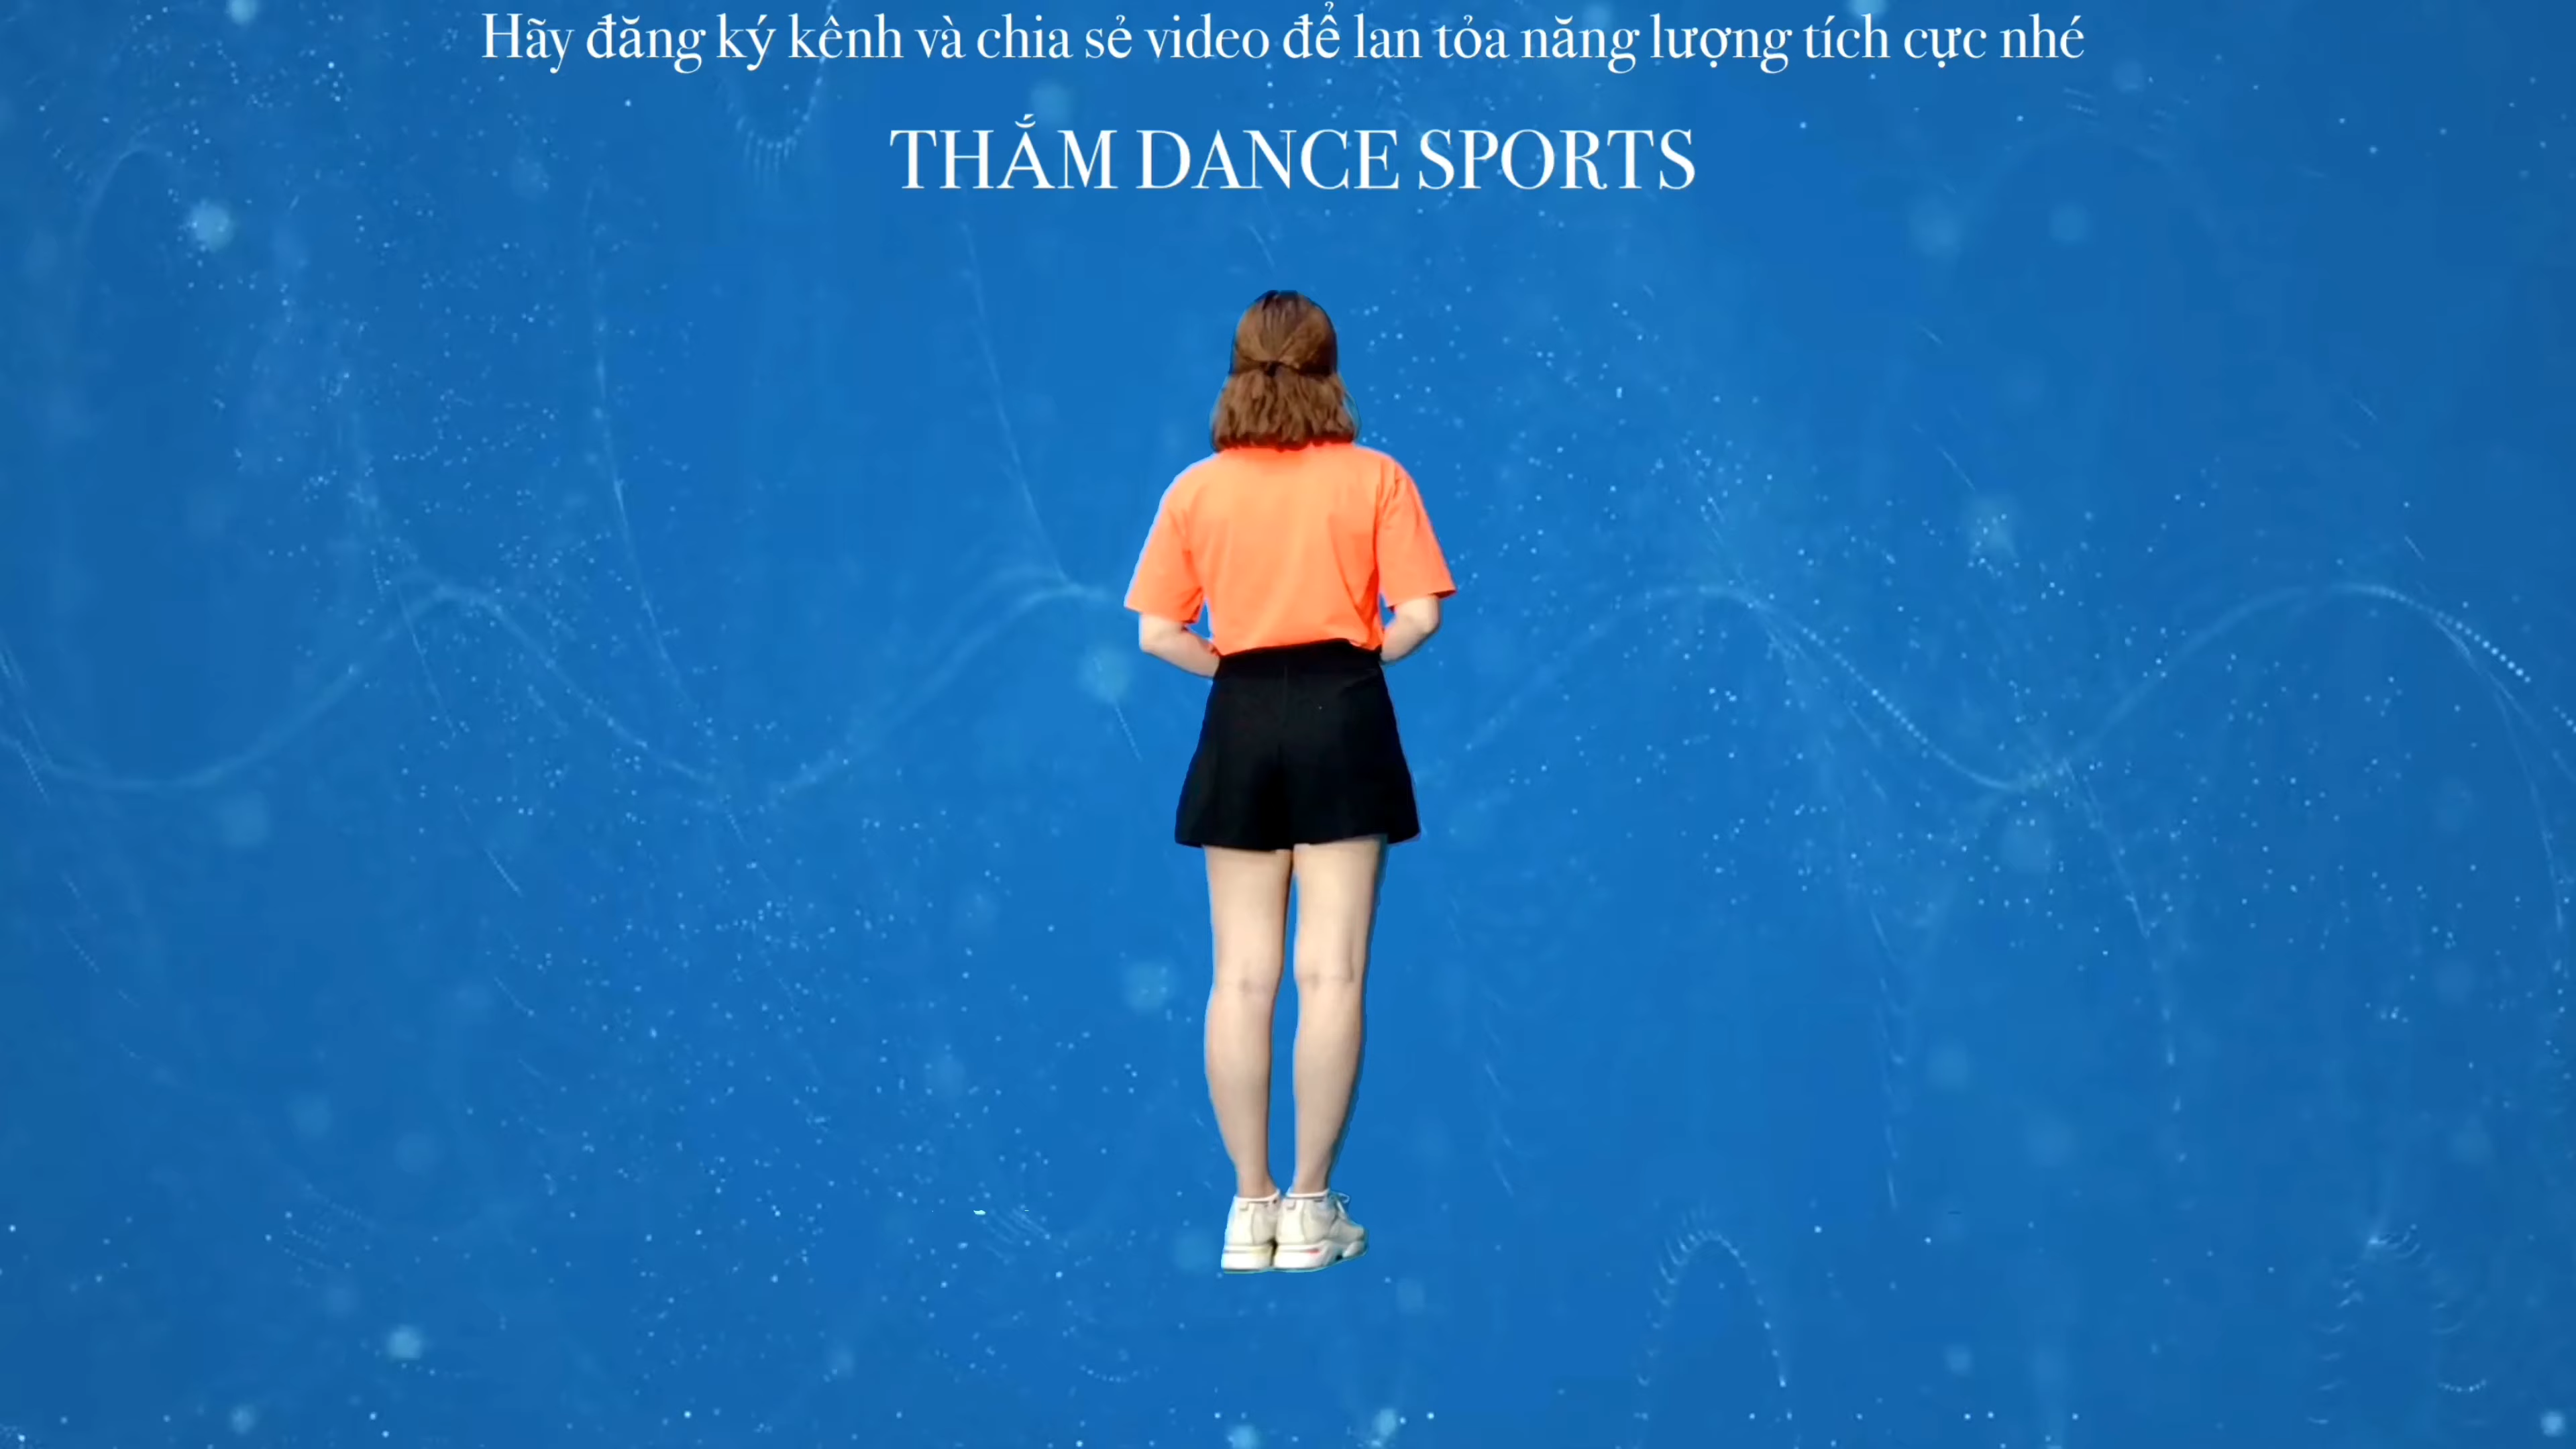 Hãy đăng ký kênh và chia sẻ video để lan tỏa năng lượng tích cực nhé
THẮM DANCE SPORTS